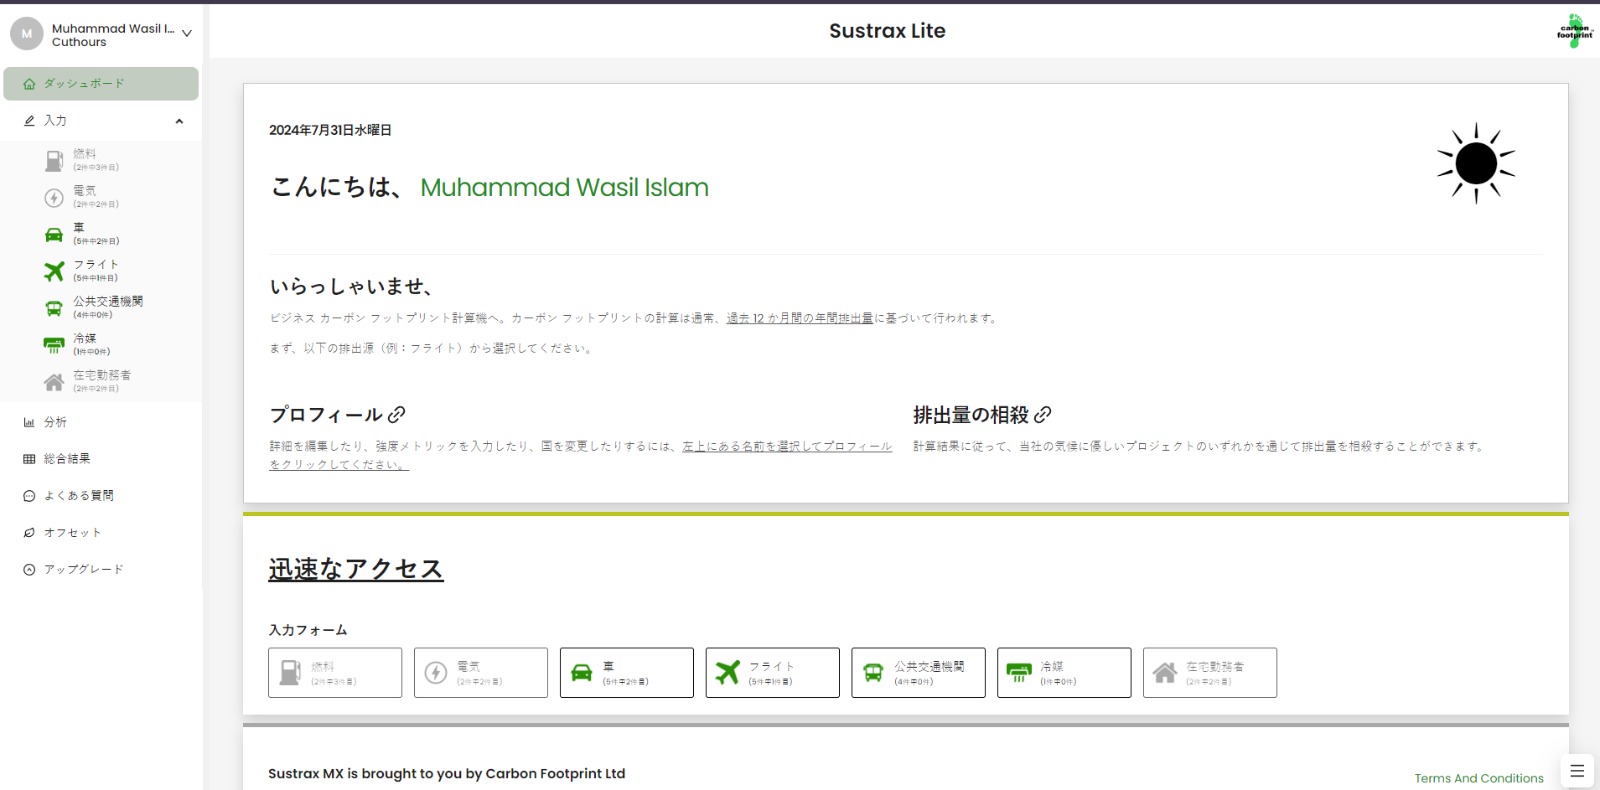 M
Muhammad Wasil I...
Cuthours
Sustrax Lite
carbon
footprint
ダッシュボード
入力
燃料
(2件中3件目)
電気
(2件中2件目)
車
(5件中2件目)
フライト
(5件中1件目)
公共交通機関
(4件中0件)
冷媒
(1件中0件)
在宅勤務者
(2件中2件目)
分析
総合結果
よくある質問
オフセット
アップグレード
2024年7月31日水曜日
こんにちは、 Muhammad Wasil Islam
いらっしゃいませ、
ビジネス カーボン フットプリント計算機へ。カーボン フットプリントの計算は通常、過去 12 か月間の年間排出量に基づいて行われます。
まず、以下の排出源（例：フライト）から選択してください。
プロフィール
詳細を編集したり、強度メトリックを入力したり、国を変更したりするには、左上にある名前を選択してプロフィール
をクリックしてください。
排出量の相殺
計算結果に従って、当社の気候に優しいプロジェクトのいずれかを通じて排出量を相殺することができます。
迅速なアクセス
入力フォーム
燃料
(2件中3件目)
電気
(2件中2件目)
車
(5件中2件目)
フライト
(5件中1件目)
公共交通機関
(4件中0件)
冷媒
(1件中0件)
在宅勤務者
(2件中2件目)
Sustrax MX is brought to you by Carbon Footprint Ltd
Terms And Conditions